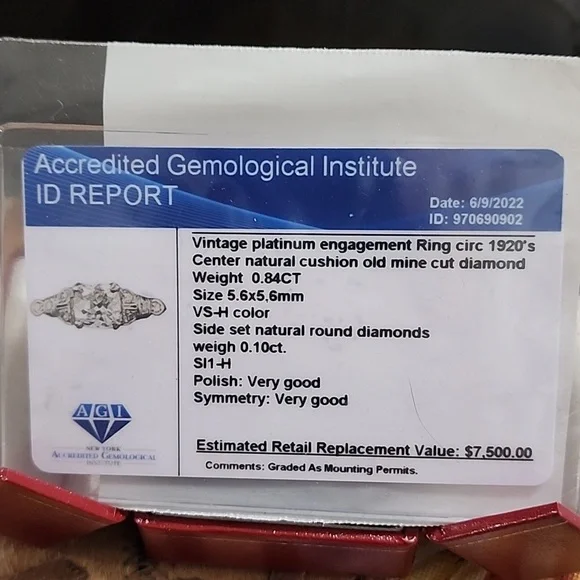 Accredited Gemological Institute
ID REPORT
Date: 6/9/2022
ID: 970690902
Vintage platinum engagement Ring circ 1920's
Center natural cushion old mine cut diamond
Weight 0.84CT
Size 5.6x5,6mm
VS-H color
Side set natural round diamonds
weigh 0.10ct.
SI1-H
Polish: Very good
Symmetry: Very good
AGI
NEW YORK
ACCREDITED GEMOLOGICAL
INSTITUTE
Estimated Retail Replacement Value: $7,500.00
Comments: Graded As Mounting Permits.